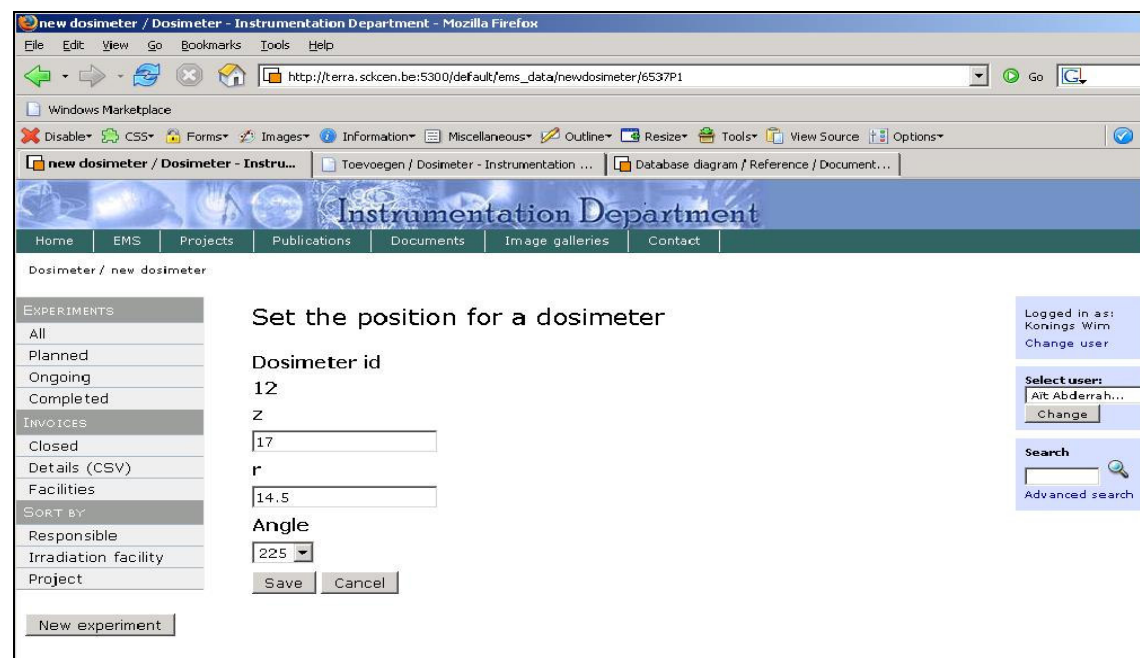 new dosimeter / Dosimeter - Instrumentation Department - Mozilla Firefox
File Edit View Go Bookmarks Tools Help
http://terra.sckcen.be:5300/default/ems_data/newdosimeter/6537P1 Go G
Windows Marketplace
Disable CSS Forms Images Information Miscellaneous Outline Resize Tools View Source Options
new dosimeter / Dosimeter - Instru... Toevoegen / Dosimeter - Instrumentation ... Database diagram / Reference / Document...
Instrumentation Department
Home EMS Projects Publications Documents Image galleries Contact
Dosimeter / new dosimeter
EXPERIMENTS
All
Planned
Ongoing
Completed
INVOICES
Closed
Details (CSV)
Facilities
SORT BY
Responsible
Irradiation facility
Project
New experiment
Set the position for a dosimeter
Dosimeter id
12
z
17
r
14.5
Angle
225
Save Cancel
Logged in as:
Konings Wim
Change user
Select user:
Aït Abderrah...
Change
Search
Advanced search